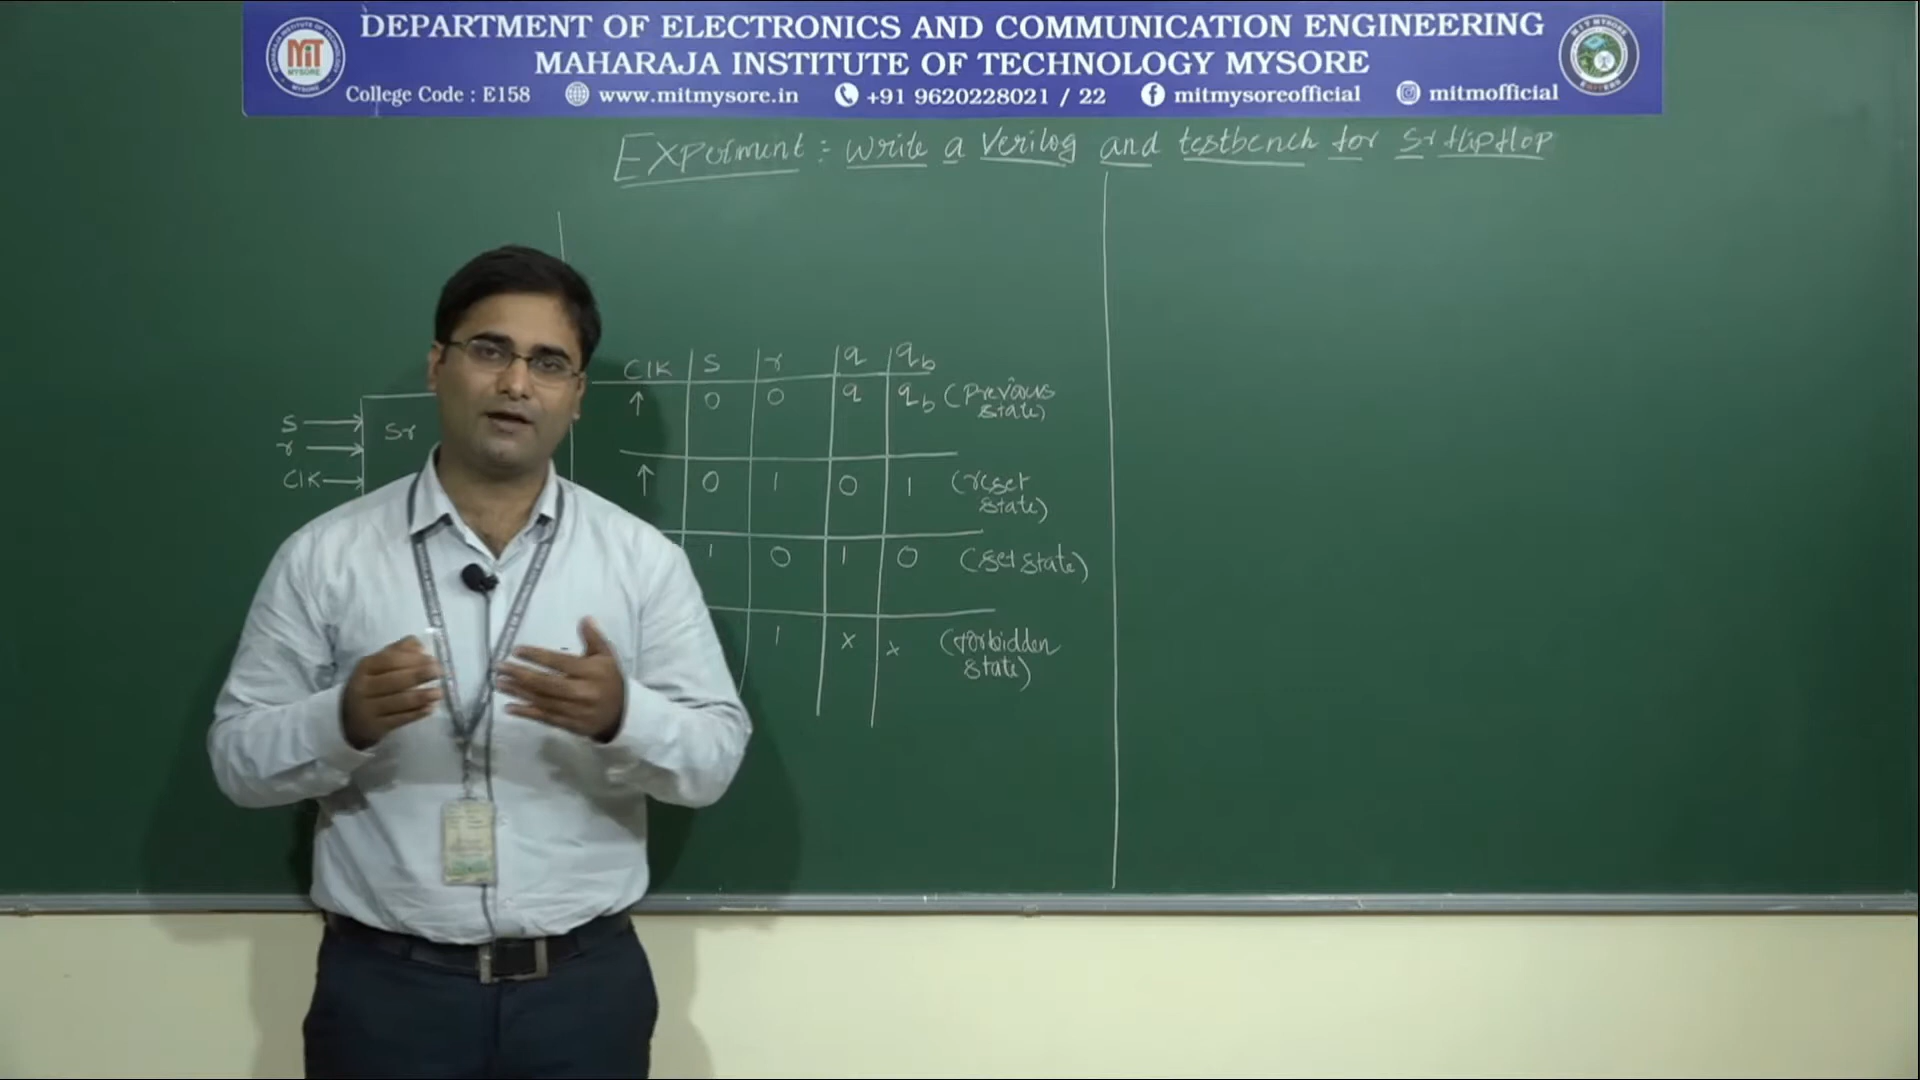 DEPARTMENT OF ELECTRONICS AND COMMUNICATION ENGINEERING
MAHARAJA INSTITUTE OF TECHNOLOGY MYSORE
College Code : E158 www.mitmysore.in +91 9620228021 / 22 mitmysoreofficial mitmofficial
MIT
MYSORE
Experiment : Write a Verilog and testbench for Sr flipflop
Clk S r q qb
↑ 0 0 q qb (Previous
state)
S
Sr
r
Clk
↑ 0 1 0 1 (reset
state)
1 0 1 0 (set state)
1 x x (forbidden
state)